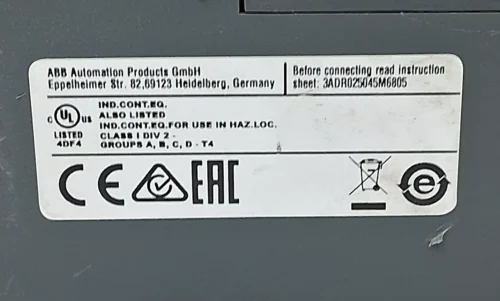 ABB Automation Products GmbH
Eppelheimer Str. 82,69123 Heidelberg, Germany
Before connecting read instruction
sheet: 3ADR025045M6805
c UL us
LISTED
4DF4
IND.CONT.EQ.
ALSO LISTED
IND.CONT.EQ.FOR USE IN HAZ.LOC.
CLASS I DIV 2 -
GROUPS A, B, C, D - T4
CE EAC